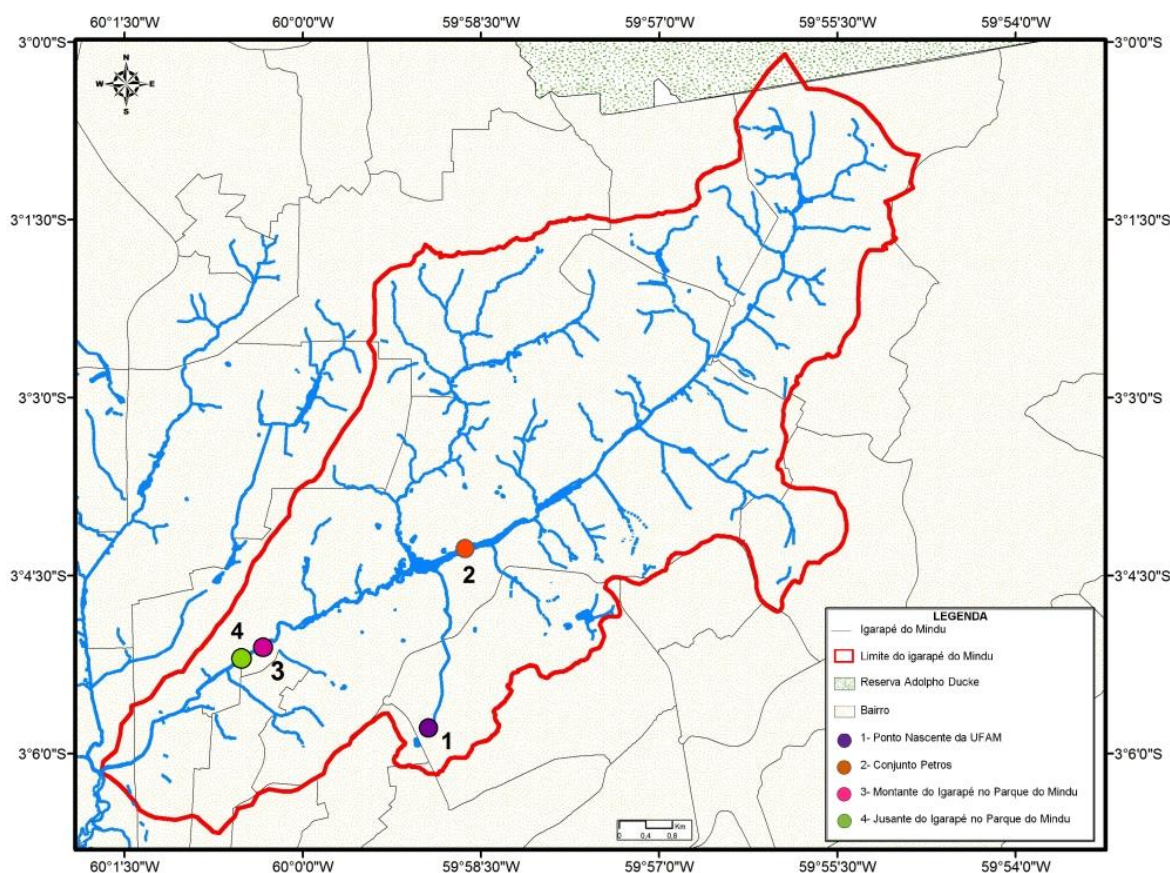 60°1'30"W 60°0'0"W 59°58'30"W 59°57'0"W 59°55'30"W 59°54'0"W
3°0'0"S 3°0'0"S
N
W E
S
3°1'30"S 3°1'30"S
3°3'0"S 3°3'0"S
2
3°4'30"S 3°4'30"S
4
3
1
3°6'0"S 3°6'0"S
LEGENDA
Igarapé do Mindu
Limite do igarapé do Mindu
Reserva Adolpho Ducke
Bairro
1- Ponto Nascente da UFAM
2- Conjunto Petros
3- Montante do Igarapé no Parque do Mindu
4- Jusante do Igarapé no Parque do Mindu
Km
0 0.4 0.8
60°1'30"W 60°0'0"W 59°58'30"W 59°57'0"W 59°55'30"W 59°54'0"W